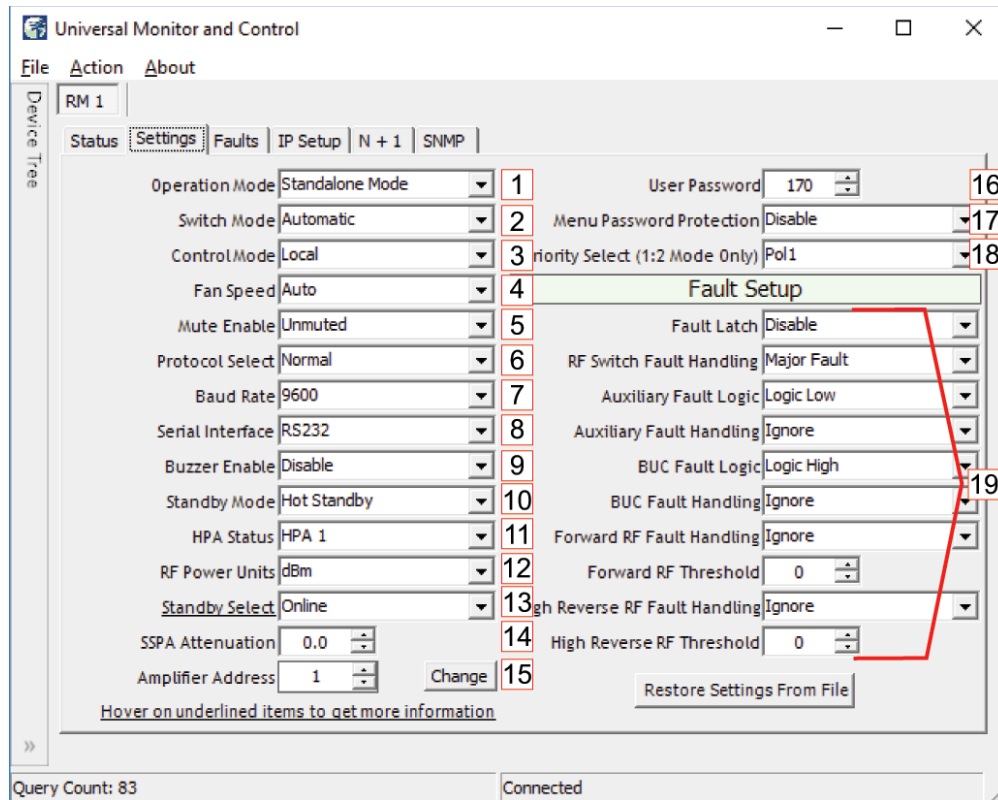 Universal Monitor and Control
File Action About
Device Tree
RM 1
Status Settings Faults IP Setup N + 1 SNMP
Operation Mode Standalone Mode 1
Switch Mode Automatic 2
Control Mode Local 3
Fan Speed Auto 4
Mute Enable Unmuted 5
Protocol Select Normal 6
Baud Rate 9600 7
Serial Interface RS232 8
Buzzer Enable Disable 9
Standby Mode Hot Standby 10
HPA Status HPA 1 11
RF Power Units dBm 12
Standby Select Online 13
SSPA Attenuation 0.0 14
Amplifier Address 1 Change 15
Hover on underlined items to get more information
User Password 170 16
Menu Password Protection Disable 17
riority Select (1:2 Mode Only) Pol1 18
Fault Setup
Fault Latch Disable
RF Switch Fault Handling Major Fault
Auxiliary Fault Logic Logic Low
Auxiliary Fault Handling Ignore
BUC Fault Logic Logic High
19
BUC Fault Handling Ignore
Forward RF Fault Handling Ignore
Forward RF Threshold 0
gh Reverse RF Fault Handling Ignore
High Reverse RF Threshold 0
Restore Settings From File
»
Query Count: 83
Connected